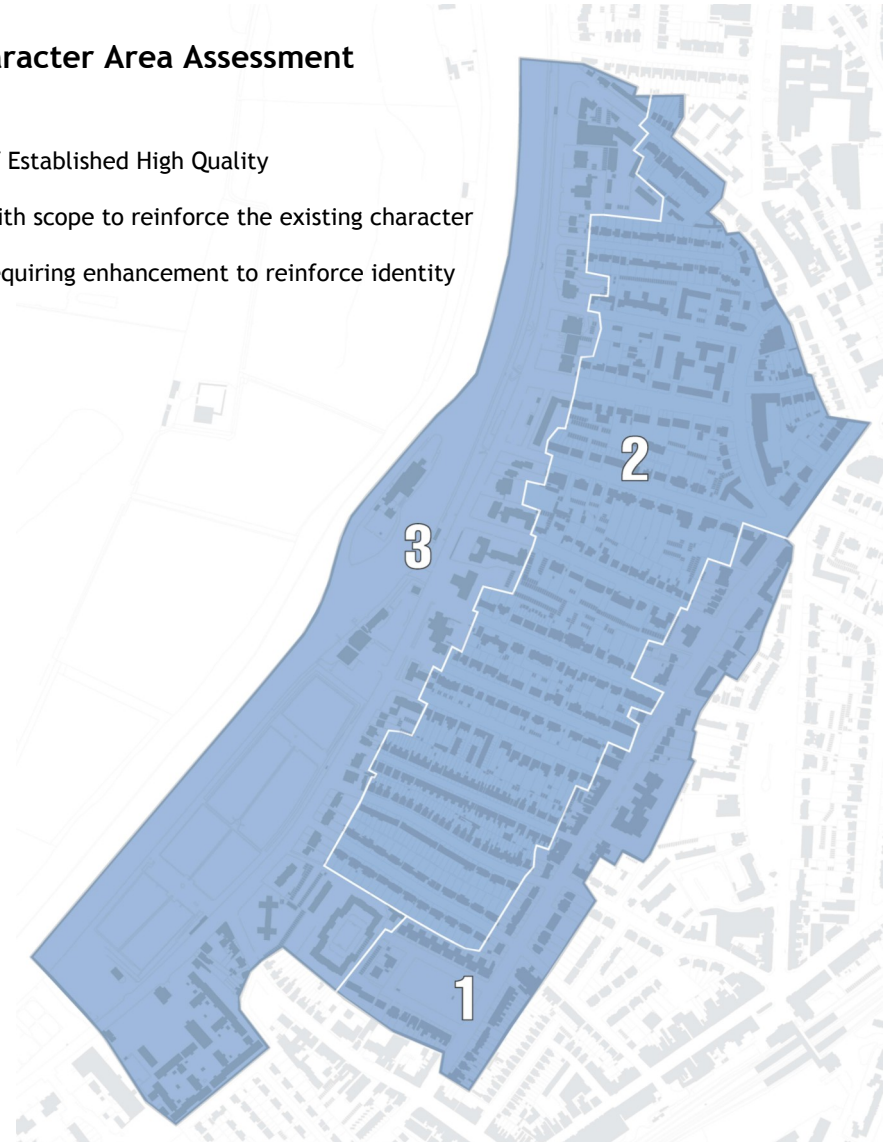 aracter Area Assessment
Established High Quality
ith scope to reinforce the existing character
equiring enhancement to reinforce identity
2
3
1